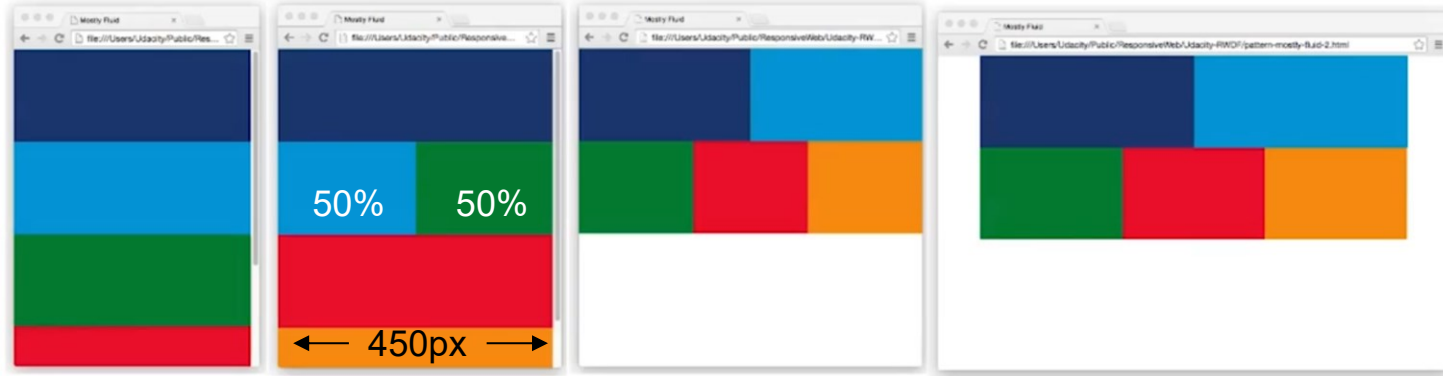 Mostly Fluid
file:///Users/Udacity/Public/Res...
Mostly Fluid
file:///Users/Udacity/Public/Responsive...
50% 50%
450px
Mostly Fluid
file:///Users/Udacity/Public/ResponsiveWeb/Udacity-RW...
Mostly Fluid
file:///Users/Udacity/Public/ResponsiveWeb/Udacity-RWDF/pattern-mostly-fluid-2.html